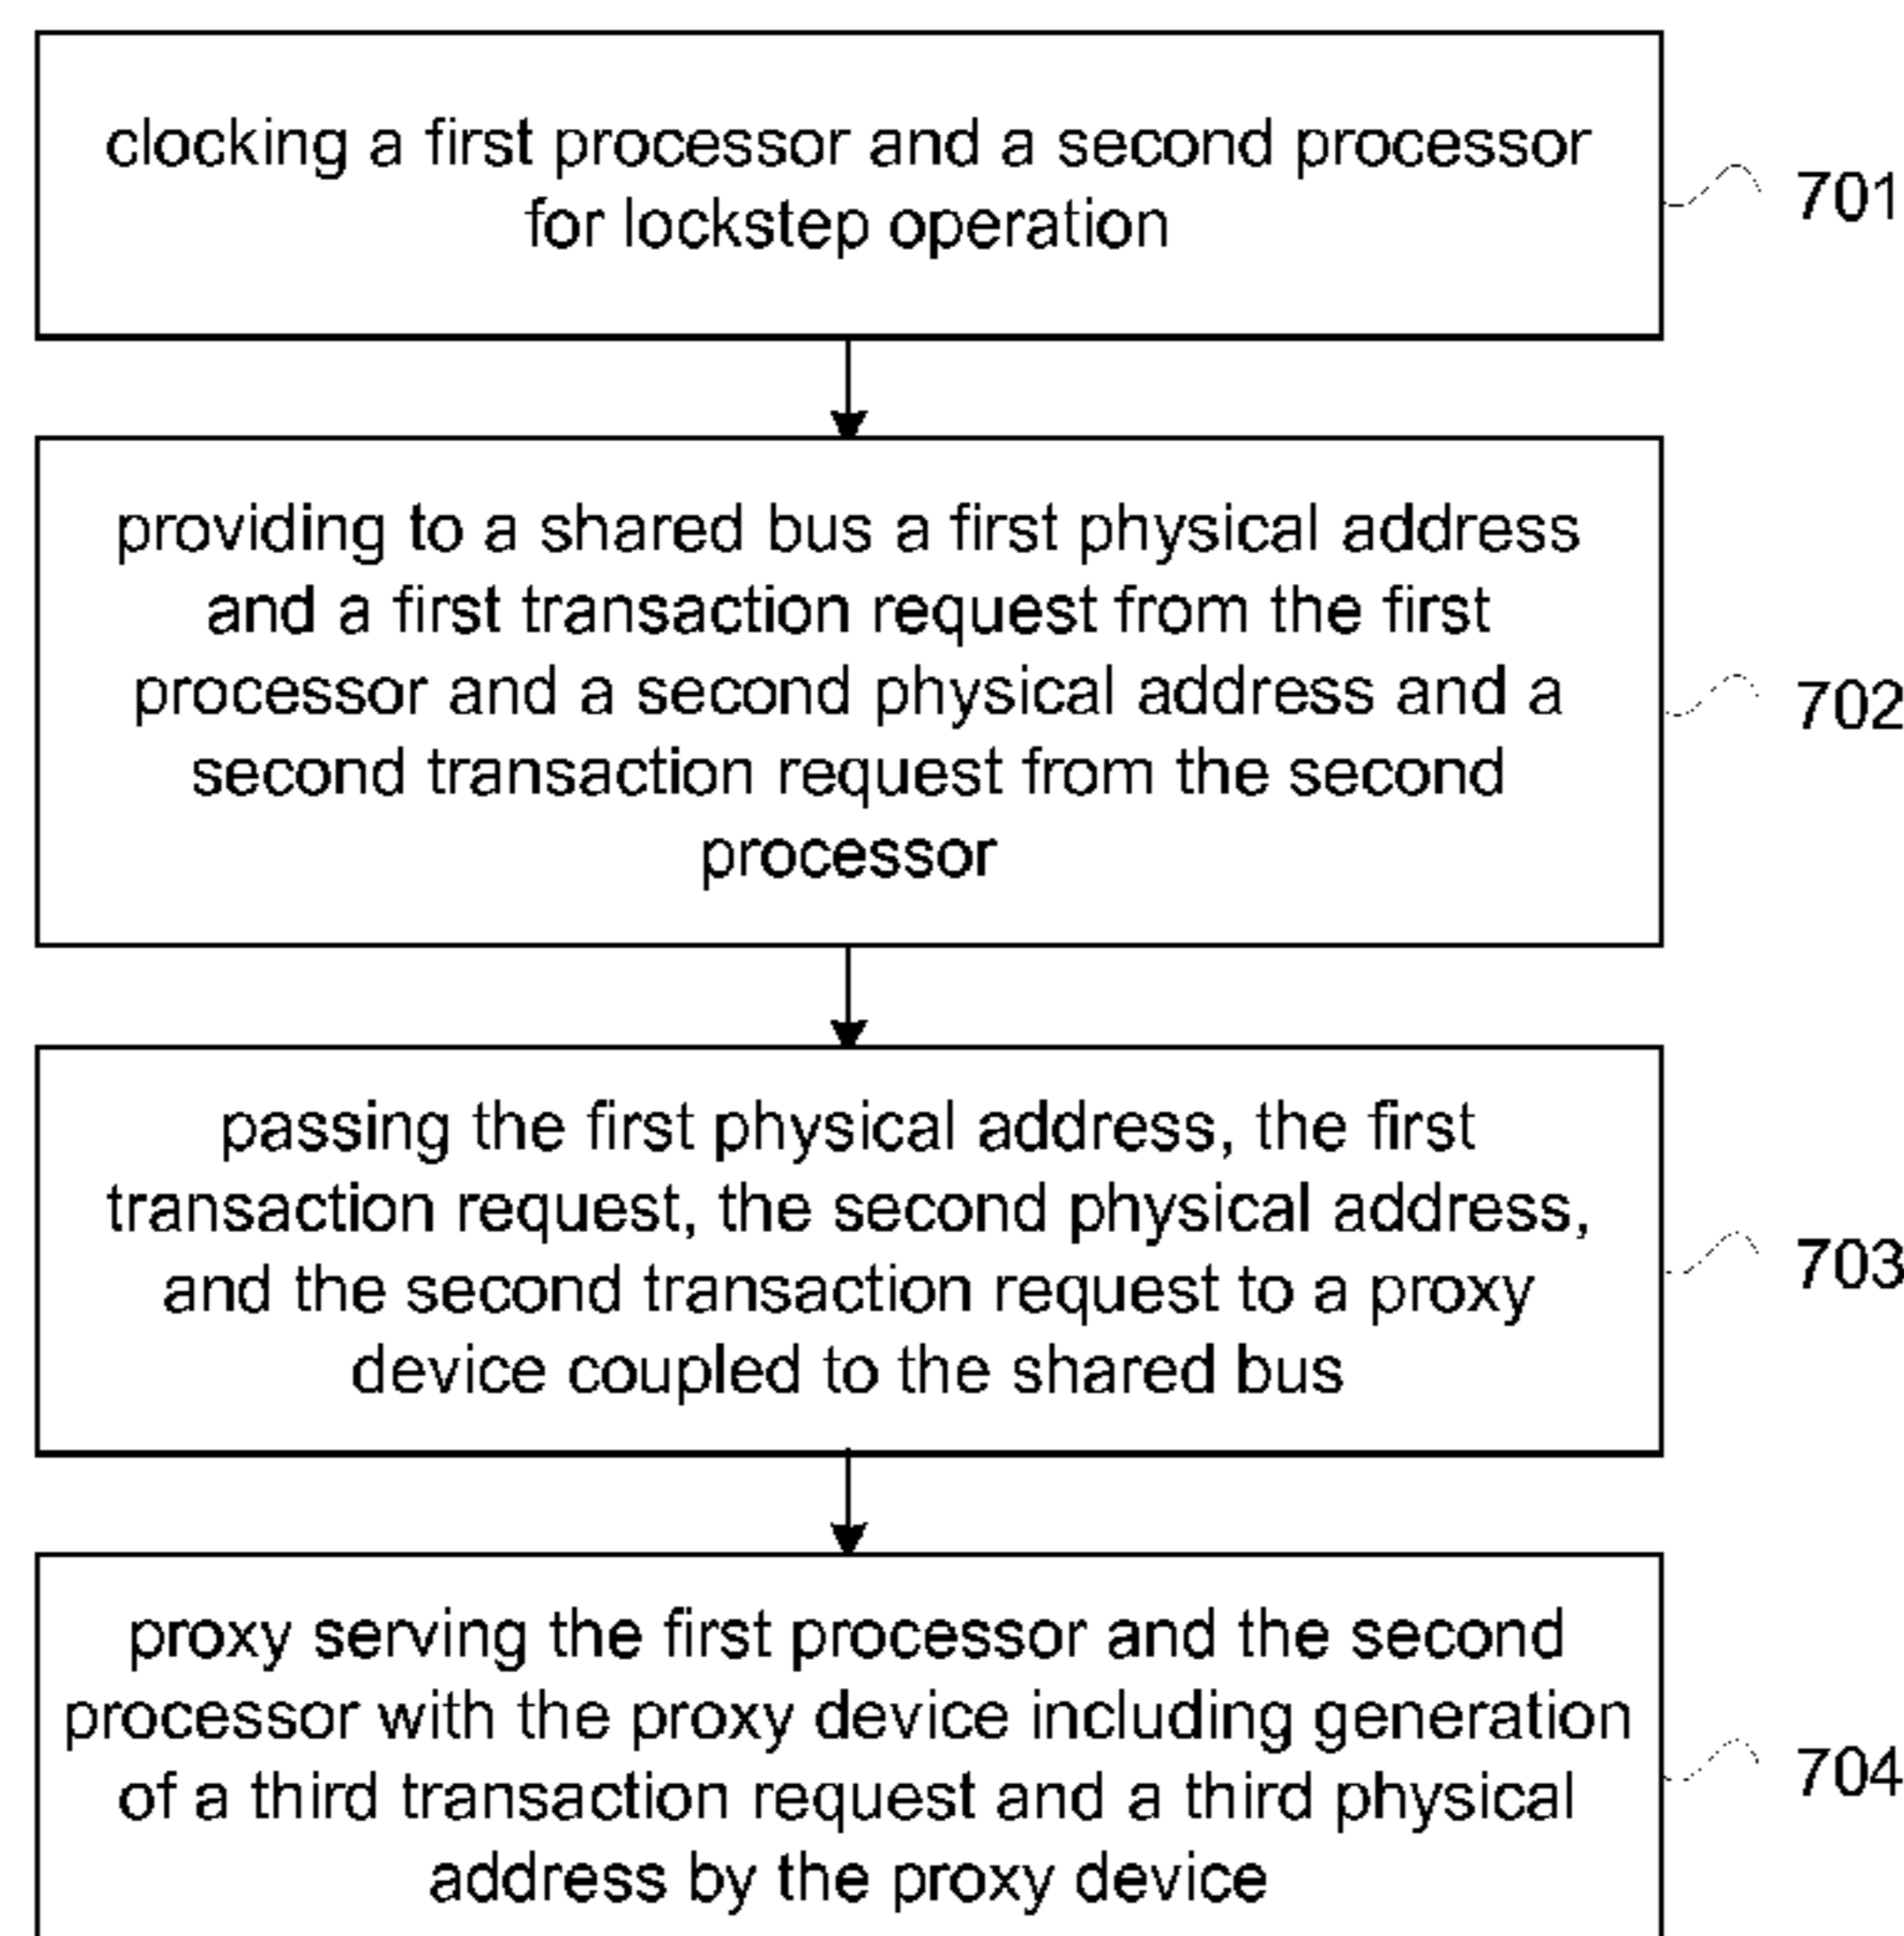 clocking a first processor and a second processor
for lockstep operation
701
providing to a shared bus a first physical address
and a first transaction request from the first
processor and a second physical address and a
second transaction request from the second
processor
702
passing the first physical address, the first
transaction request, the second physical address,
and the second transaction request to a proxy
device coupled to the shared bus
703
proxy serving the first processor and the second
processor with the proxy device including generation
of a third transaction request and a third physical
address by the proxy device
704